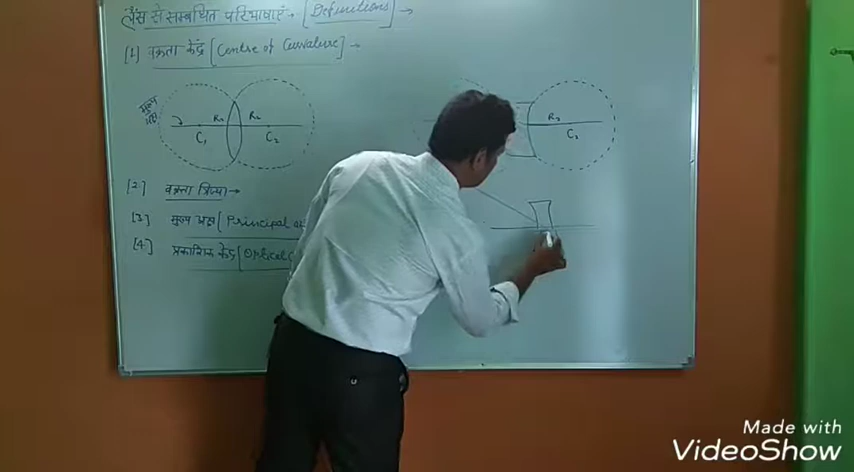 लेंस से सम्बंधित परिभाषाएं - [Definitions] →
[1] वक्रता केंद्र [Centre of Curvature] →
मुख्य अक्ष
R₁ R₂
C₁ C₂
R₂
C₂
[2] वक्रता त्रिज्या →
[3] मुख्य अक्ष [Principal
[4] प्रकाशिक केंद्र [Optical
Made with
VideoShow